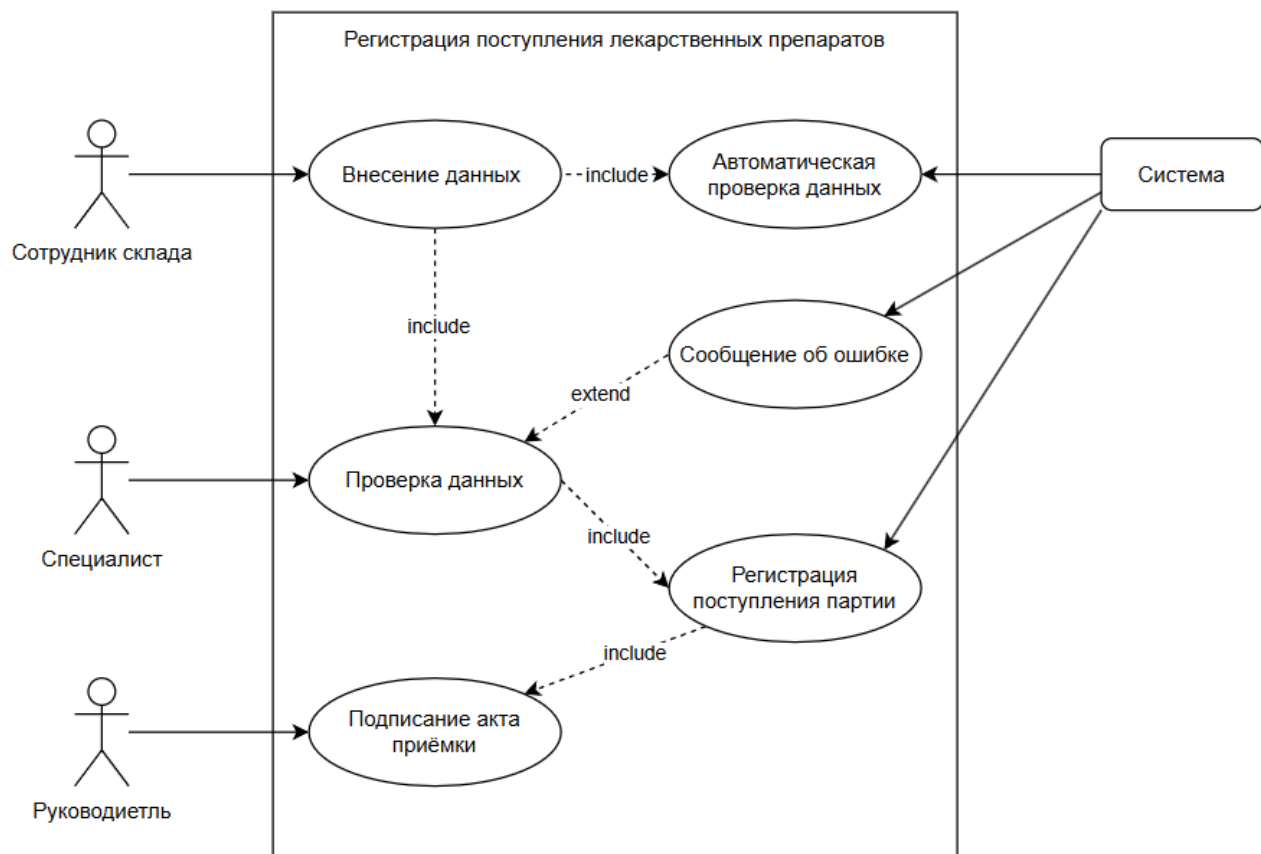 Регистрация поступления лекарственных препаратов
Внесение данных
include
Автоматическая
проверка данных
Система
Сотрудник склада
include
Сообщение об ошибке
extend
Проверка данных
Специалист
include
Регистрация
поступления партии
include
Подписание акта
приёмки
Руководиетль